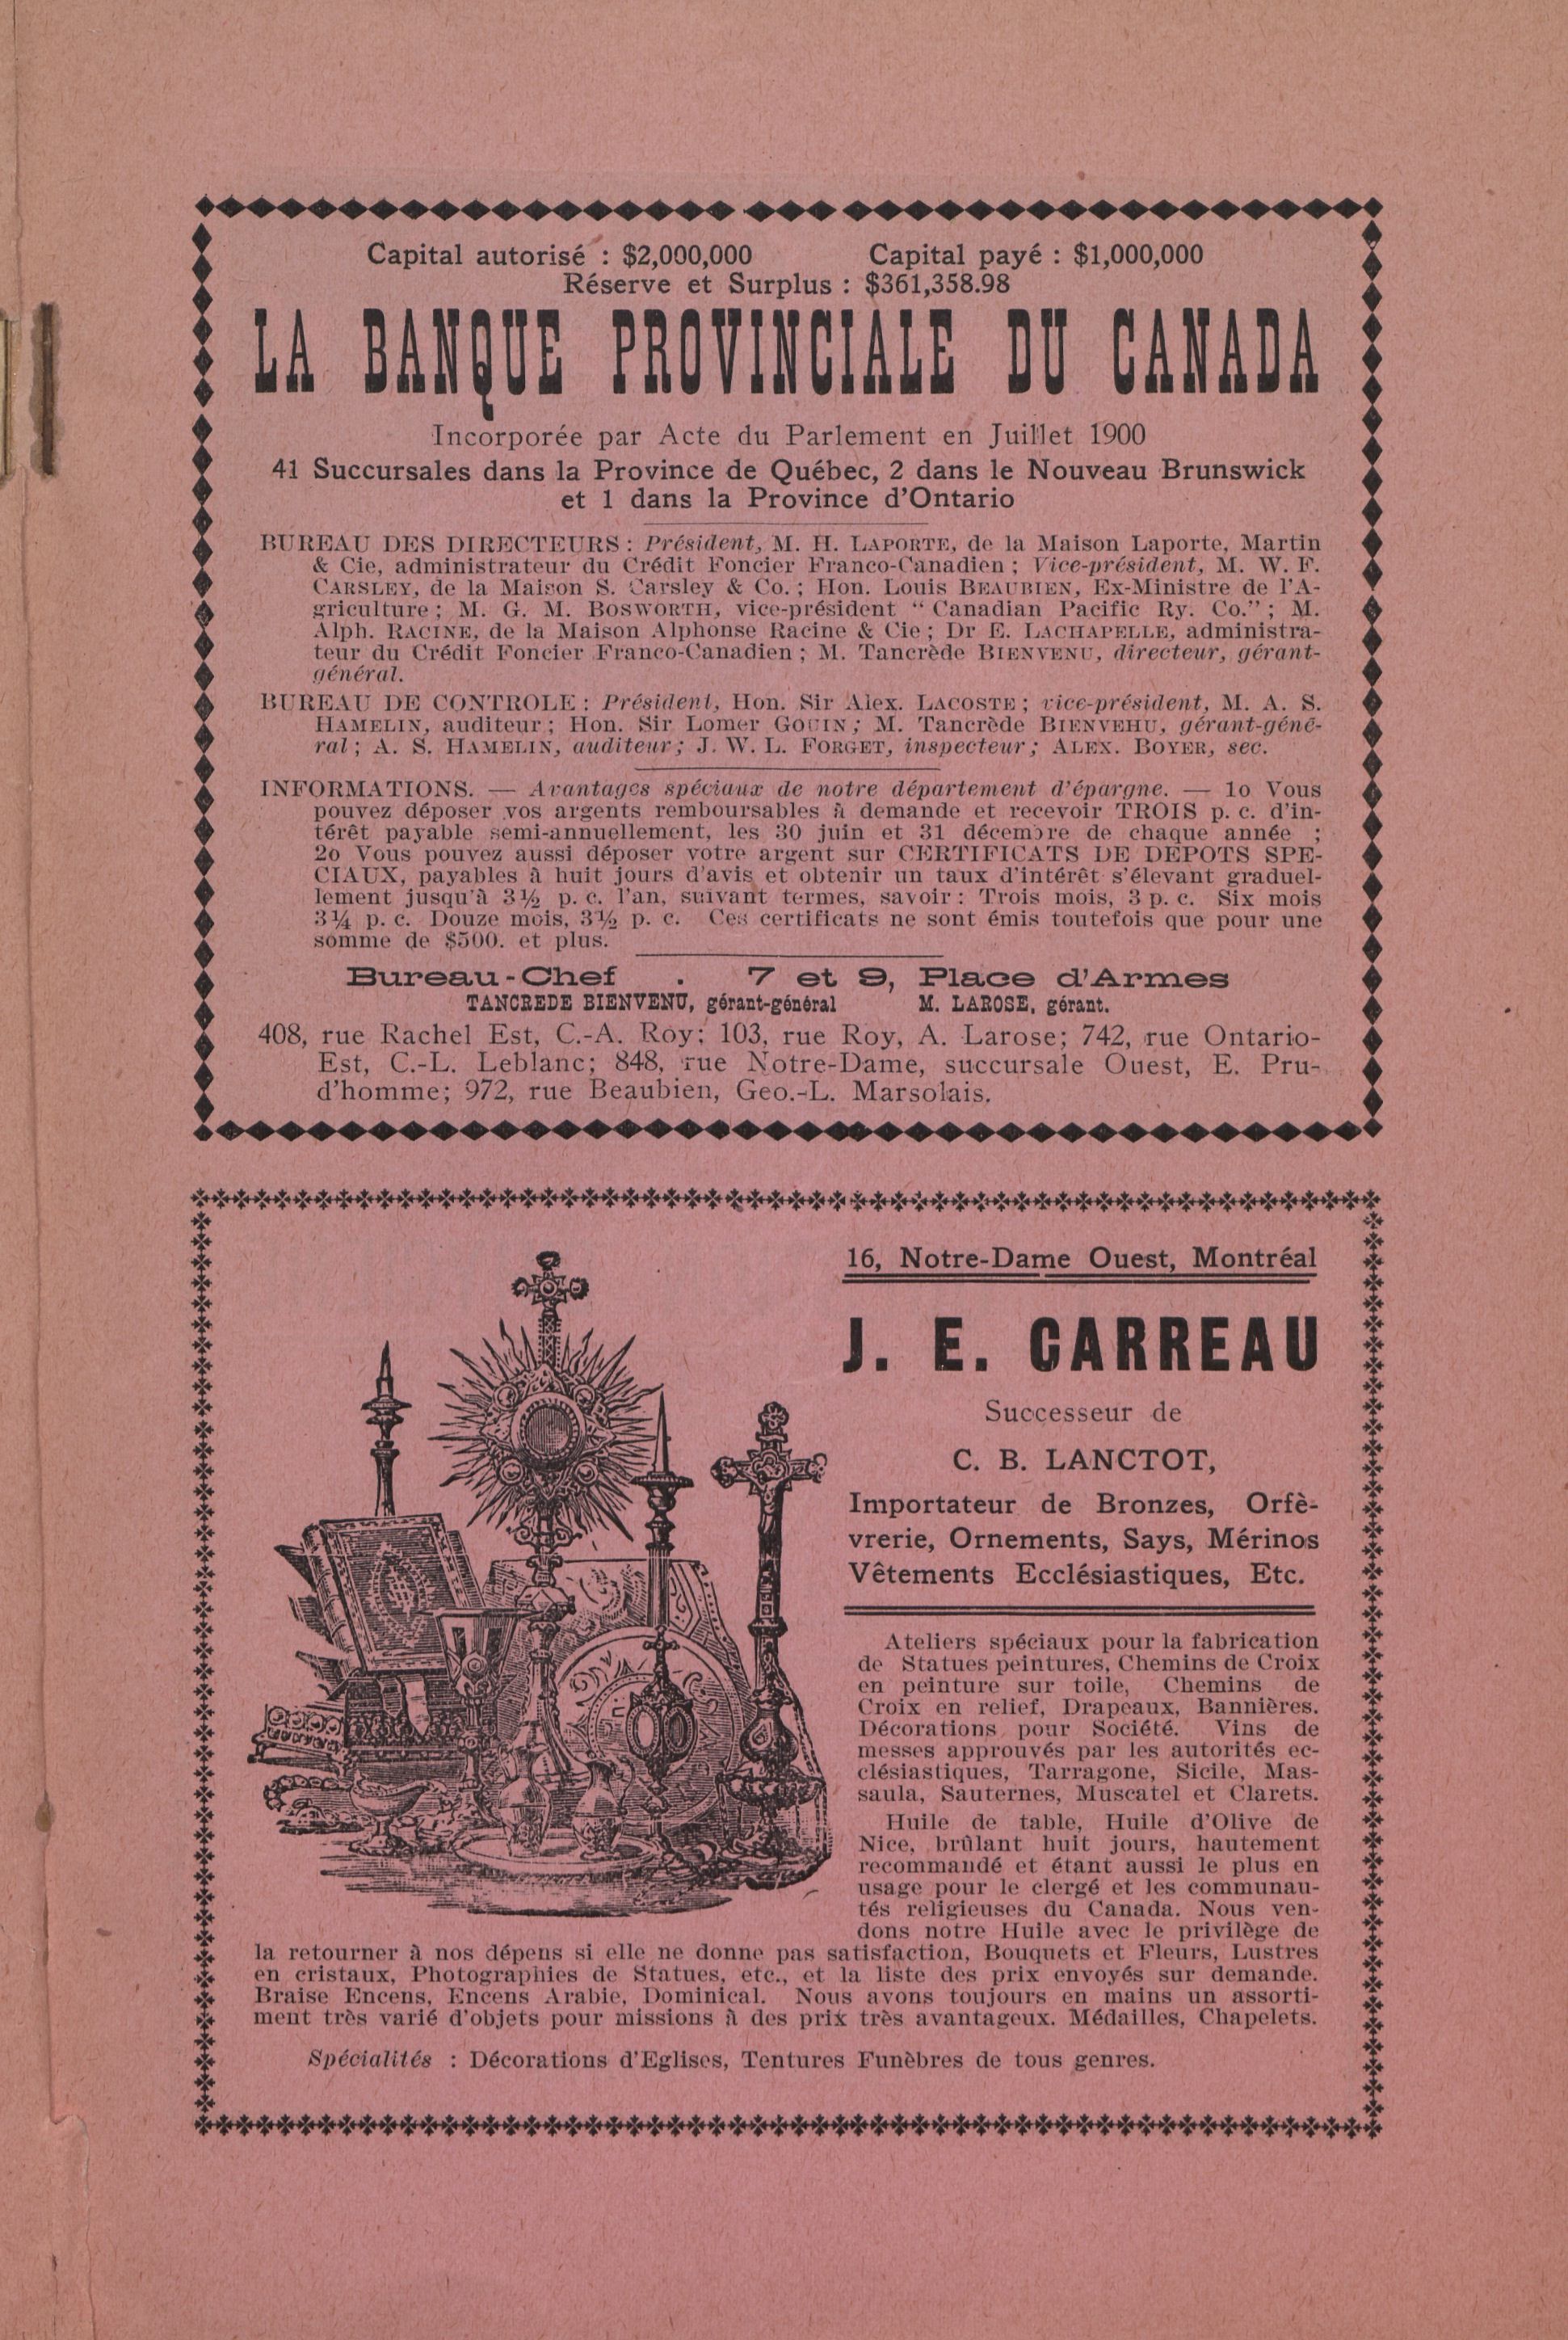 Capital autorisé : $2,000,000 Capital payé : $1,000,000
Réserve et Surplus : $361,358.98
LA BANQUE PROVINCIALE DU CANADA
Incorporée par Acte du Parlement en Juillet 1900
41 Succursales dans la Province de Québec, 2 dans le Nouveau Brunswick
et 1 dans la Province d'Ontario
BUREAU DES DIRECTEURS : Président, M. H. LAPORTE, de la Maison Laporte, Martin
& Cie, administrateur du Crédit Foncier Franco-Canadien ; Vice-président, M. W. F.
CARSLEY, de la Maison S. Carsley & Co. ; Hon. Louis BEAUBIEN, Ex-Ministre de l'A-
griculture ; M. G. M. BOSWORTH, vice-président " Canadian Pacific Ry. Co." ; M.
Alph. RACINE, de la Maison Alphonse Racine & Cie ; Dr E. LACHAPELLE, administra-
teur du Crédit Foncier Franco-Canadien ; M. Tancrède BIENVENU, directeur, gérant-
général.
BUREAU DE CONTROLE : Président, Hon. Sir Alex. LACOSTE ; vice-président, M. A. S.
HAMELIN, auditeur ; Hon. Sir Lomer GOUIN ; M. Tancrède BIENVEHU, gérant-géné-
ral ; A. S. HAMELIN, auditeur ; J. W. L. FORGET, inspecteur ; ALEX. BOYER, sec.
INFORMATIONS. — Avantages spéciaux de notre département d'épargne. — 1o Vous
pouvez déposer vos argents remboursables à demande et recevoir TROIS p. c. d'in-
térêt payable semi-annuellement, les 30 juin et 31 décembre de chaque année ;
2o Vous pouvez aussi déposer votre argent sur CERTIFICATS DE DEPOTS SPE-
CIAUX, payables à huit jours d'avis et obtenir un taux d'intérêt s'élevant graduel-
lement jusqu'à 3½ p. c. l'an, suivant termes, savoir : Trois mois, 3 p. c. Six mois
3¼ p. c. Douze mois, 3½ p. c. Ces certificats ne sont émis toutefois que pour une
somme de $500. et plus.
Bureau-Chef . 7 et 9, Place d'Armes
TANCREDE BIENVENU, gérant-général M. LAROSE, gérant.
408, rue Rachel Est, C.-A. Roy; 103, rue Roy, A. Larose; 742, rue Ontario-
Est, C.-L. Leblanc; 848, rue Notre-Dame, succursale Ouest, E. Pru-
d'homme; 972, rue Beaubien, Geo.-L. Marsolais.
16, Notre-Dame Ouest, Montréal
J. E. CARREAU
Successeur de
C. B. LANCTOT,
Importateur de Bronzes, Orfè-
vrerie, Ornements, Says, Mérinos
Vêtements Ecclésiastiques, Etc.
Ateliers spéciaux pour la fabrication
de Statues peintures, Chemins de Croix
en peinture sur toile, Chemins de
Croix en relief, Drapeaux, Bannières.
Décorations pour Société. Vins de
messes approuvés par les autorités ec-
clésiastiques, Tarragone, Sicile, Mas-
saula, Sauternes, Muscatel et Clarets.
Huile de table, Huile d'Olive de
Nice, brûlant huit jours, hautement
recommandé et étant aussi le plus en
usage pour le clergé et les communau-
tés religieuses du Canada. Nous ven-
dons notre Huile avec le privilège de
la retourner à nos dépens si elle ne donne pas satisfaction, Bouquets et Fleurs, Lustres
en cristaux, Photographies de Statues, etc., et la liste des prix envoyés sur demande.
Braise Encens, Encens Arabie, Dominical. Nous avons toujours en mains un assorti-
ment très varié d'objets pour missions à des prix très avantageux. Médailles, Chapelets.
Spécialités : Décorations d'Eglises, Tentures Funèbres de tous genres.